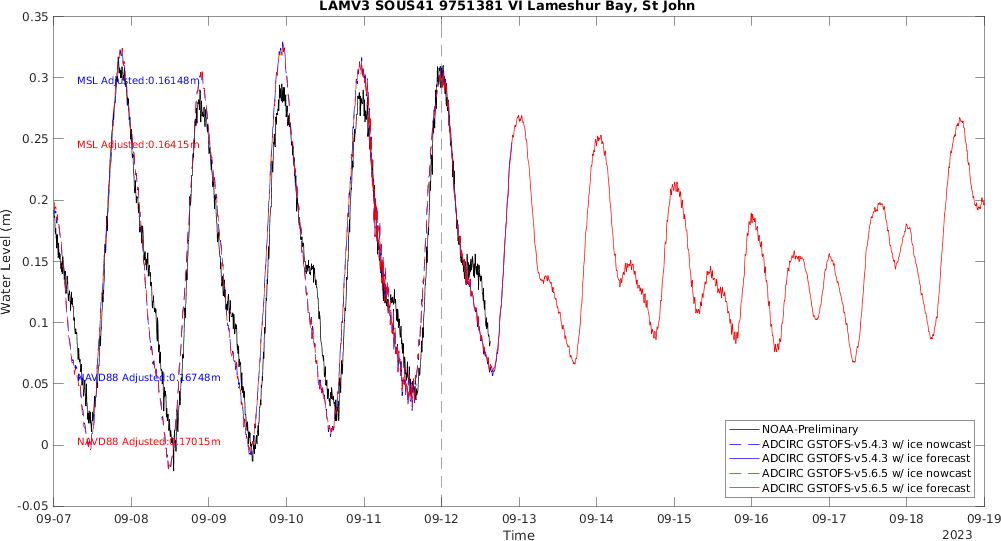 LAMV3 SOUS41 9751381 VI Lameshur Bay, St John
0.35
0.3
0.25
0.2
0.15
0.1
0.05
0
-0.05
Water Level (m)
MSL Adjusted:0.16148m
MSL Adjusted:0.16415m
NAVD88 Adjusted:0.16748m
NAVD88 Adjusted:0.17015m
NOAA-Preliminary
ADCIRC GSTOFS-v5.4.3 w/ ice nowcast
ADCIRC GSTOFS-v5.4.3 w/ ice forecast
ADCIRC GSTOFS-v5.6.5 w/ ice nowcast
ADCIRC GSTOFS-v5.6.5 w/ ice forecast
09-07 09-08 09-09 09-10 09-11 09-12 09-13 09-14 09-15 09-16 09-17 09-18 09-19
Time
2023